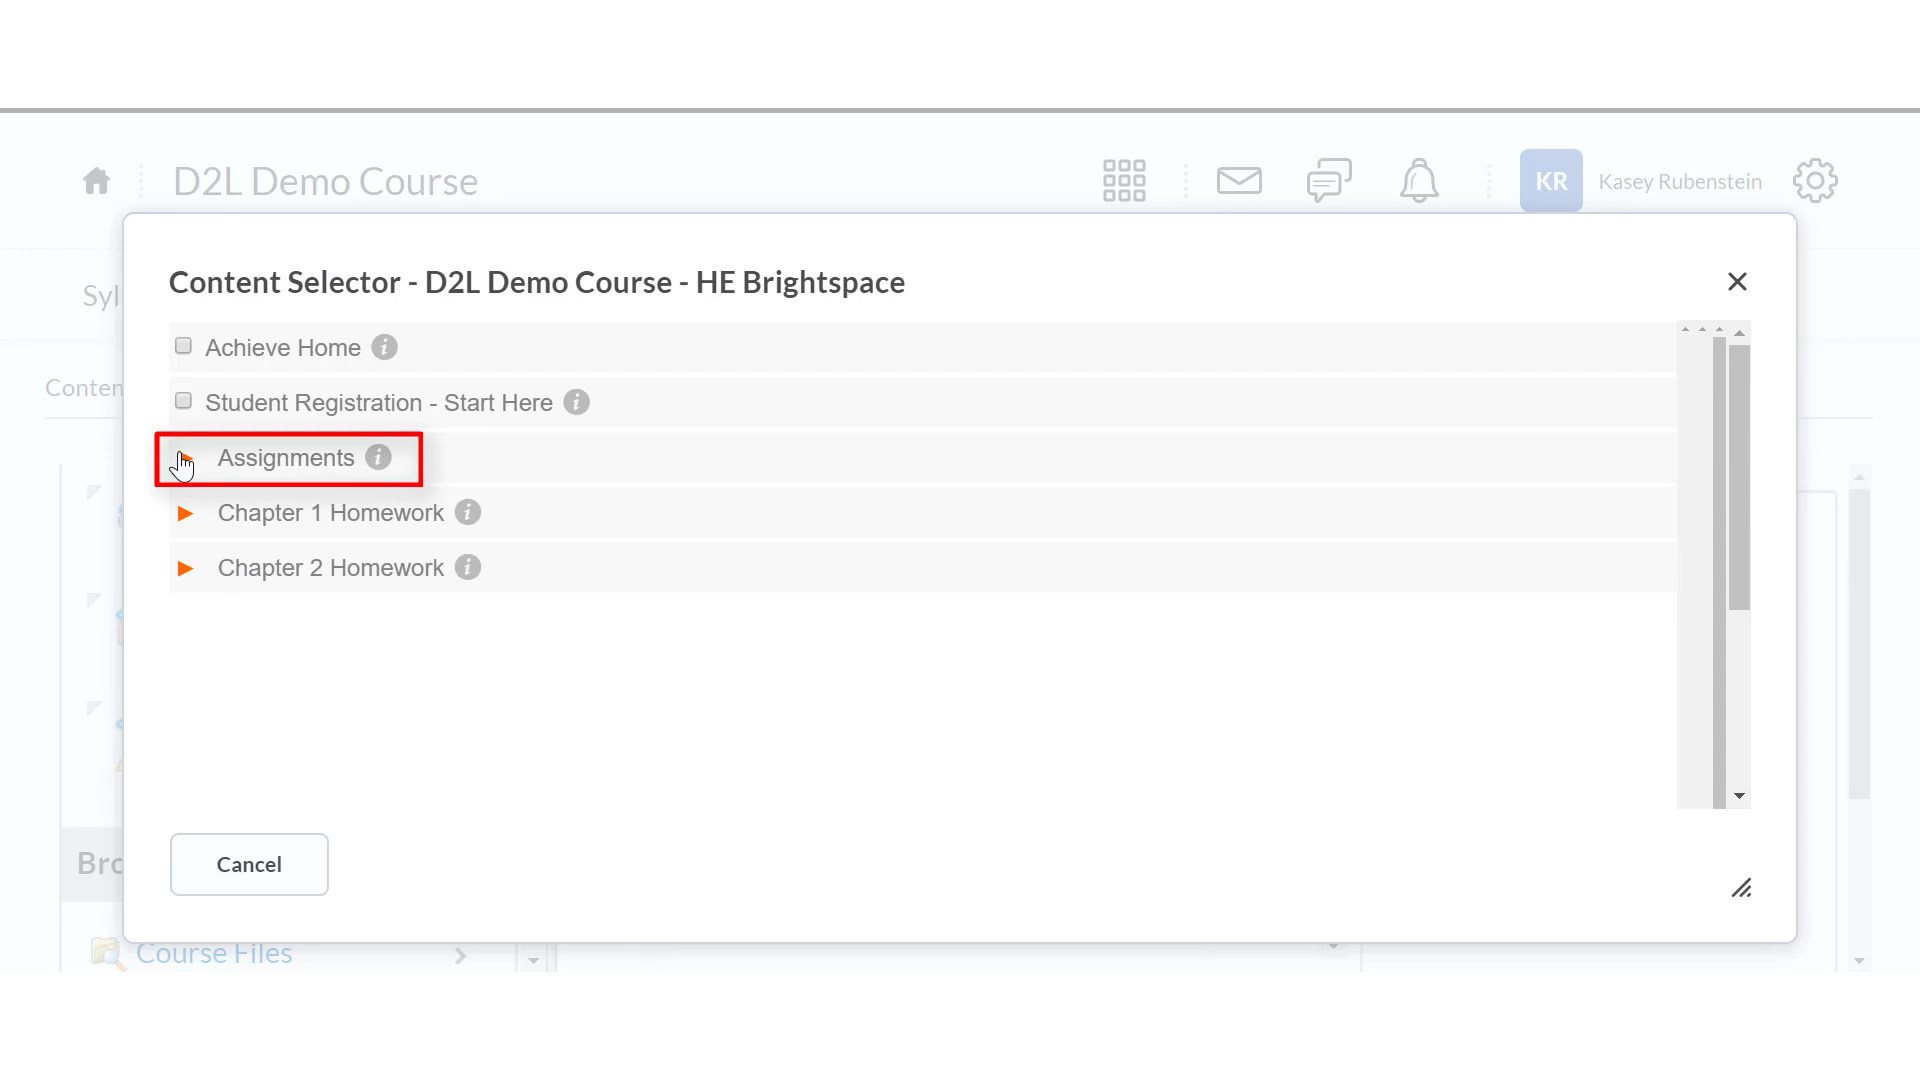 D2L Demo Course
KR
Kasey Rubenstein
Syl
Content Selector - D2L Demo Course - HE Brightspace
Achieve Home
Conten
Student Registration - Start Here
Assignments
Chapter 1 Homework
Chapter 2 Homework
Bro
Cancel
Course Files